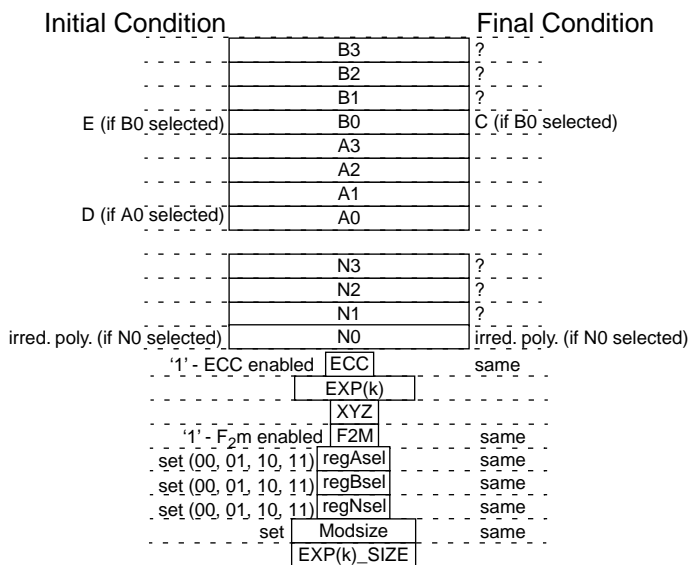 Initial Condition Final Condition
B3 ?
B2 ?
B1 ?
E (if B0 selected) B0 C (if B0 selected)
A3
A2
A1
D (if A0 selected) A0
N3 ?
N2 ?
N1 ?
irred. poly. (if N0 selected) N0 irred. poly. (if N0 selected)
‘1’ - ECC enabled ECC same
EXP(k)
XYZ
‘1’ - F₂m enabled F2M same
set (00, 01, 10, 11) regAsel same
set (00, 01, 10, 11) regBsel same
set (00, 01, 10, 11) regNsel same
set Modsize same
EXP(k)_SIZE